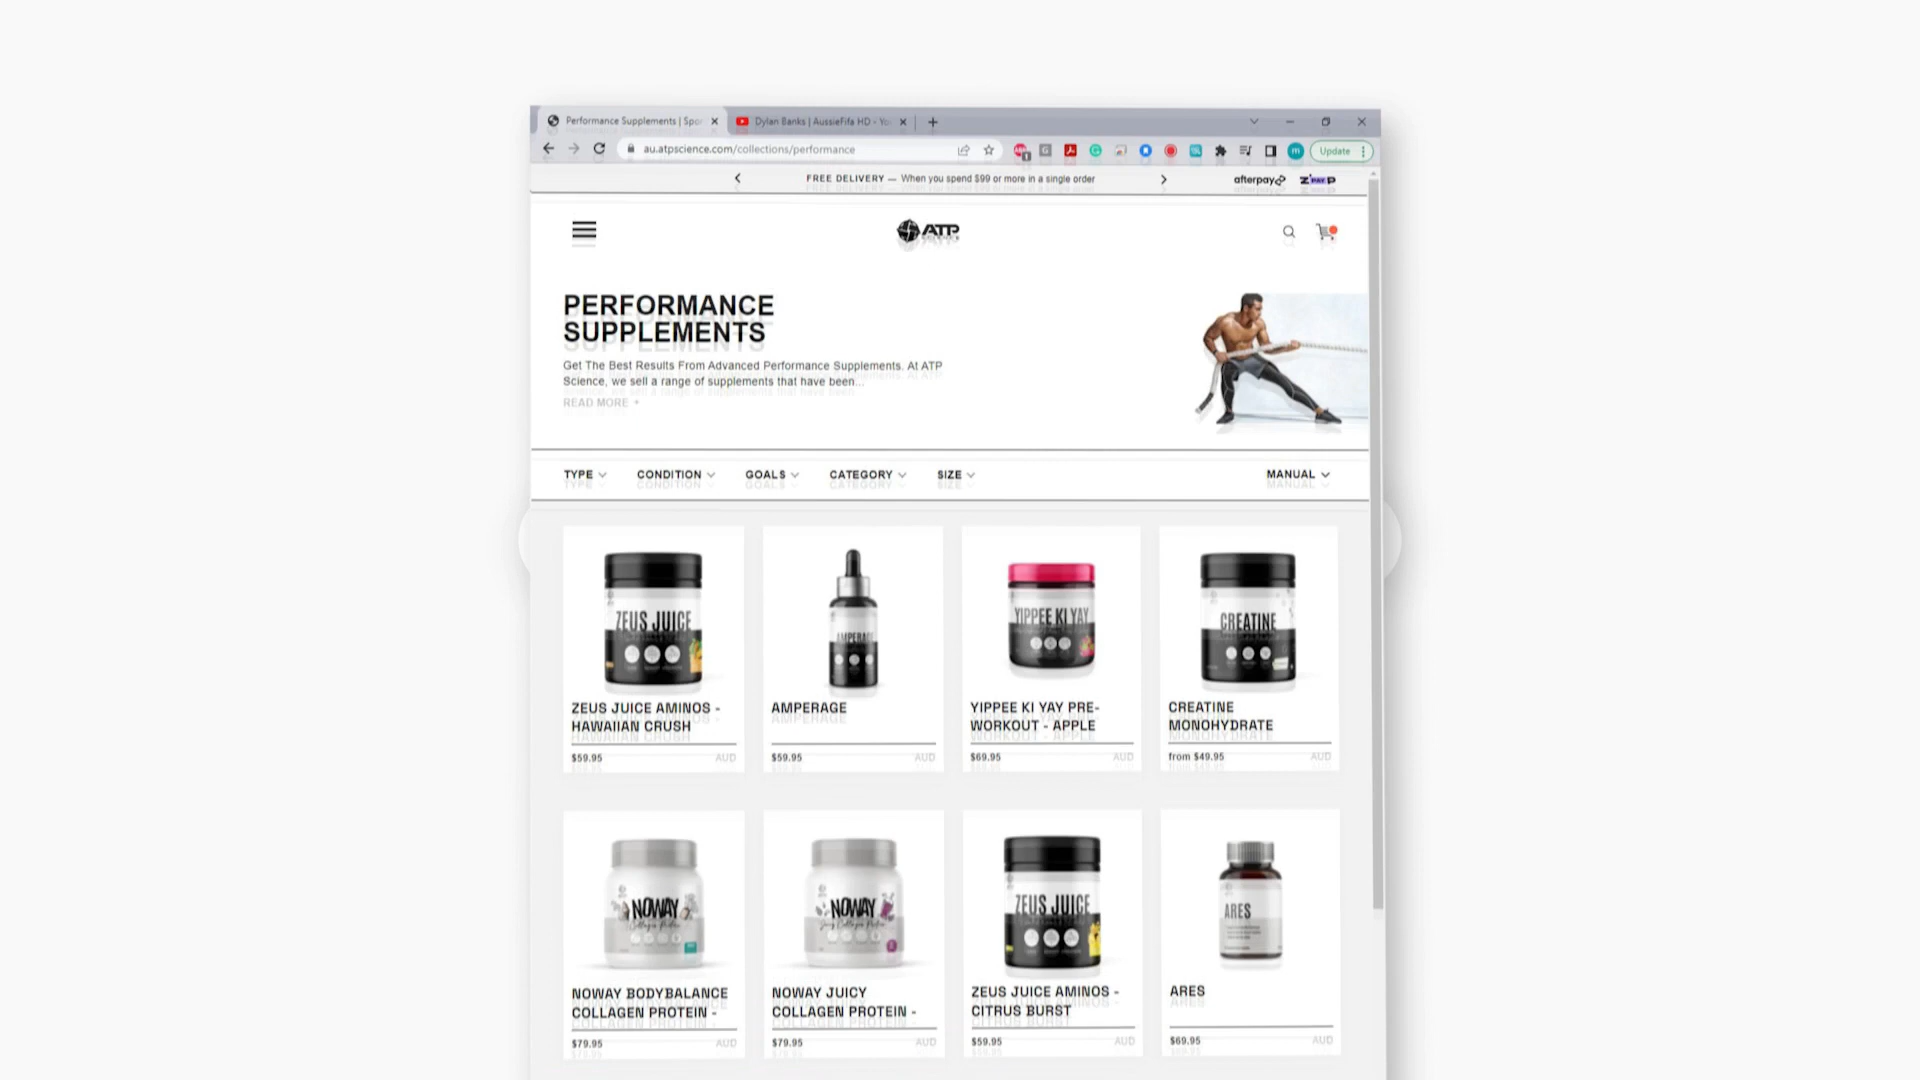 Performance Supplements | Spo
Dylan Banks | AussieFifa HD - Yo
au.atpscience.com/collections/performance
Update
FREE DELIVERY — When you spend $99 or more in a single order
afterpay
ZIP PAY
ATP
SCIENCE
PERFORMANCE
SUPPLEMENTS
Get The Best Results From Advanced Performance Supplements. At ATP
Science, we sell a range of supplements that have been...
READ MORE +
TYPE CONDITION GOALS CATEGORY SIZE MANUAL
ZEUS JUICE
AMPERAGE
YIPPEE KI YAY
CREATINE
ZEUS JUICE AMINOS -
HAWAIIAN CRUSH
$59.95 AUD
AMPERAGE
$59.95 AUD
YIPPEE KI YAY PRE-
WORKOUT - APPLE
$69.95 AUD
CREATINE
MONOHYDRATE
from $49.95 AUD
NOWAY
Collagen Protein
NOWAY
Juicy Collagen Protein
ZEUS JUICE
ARES
NOWAY BODYBALANCE
COLLAGEN PROTEIN -
$79.95 AUD
NOWAY JUICY
COLLAGEN PROTEIN -
$79.95 AUD
ZEUS JUICE AMINOS -
CITRUS BURST
$59.95 AUD
ARES
$69.95 AUD